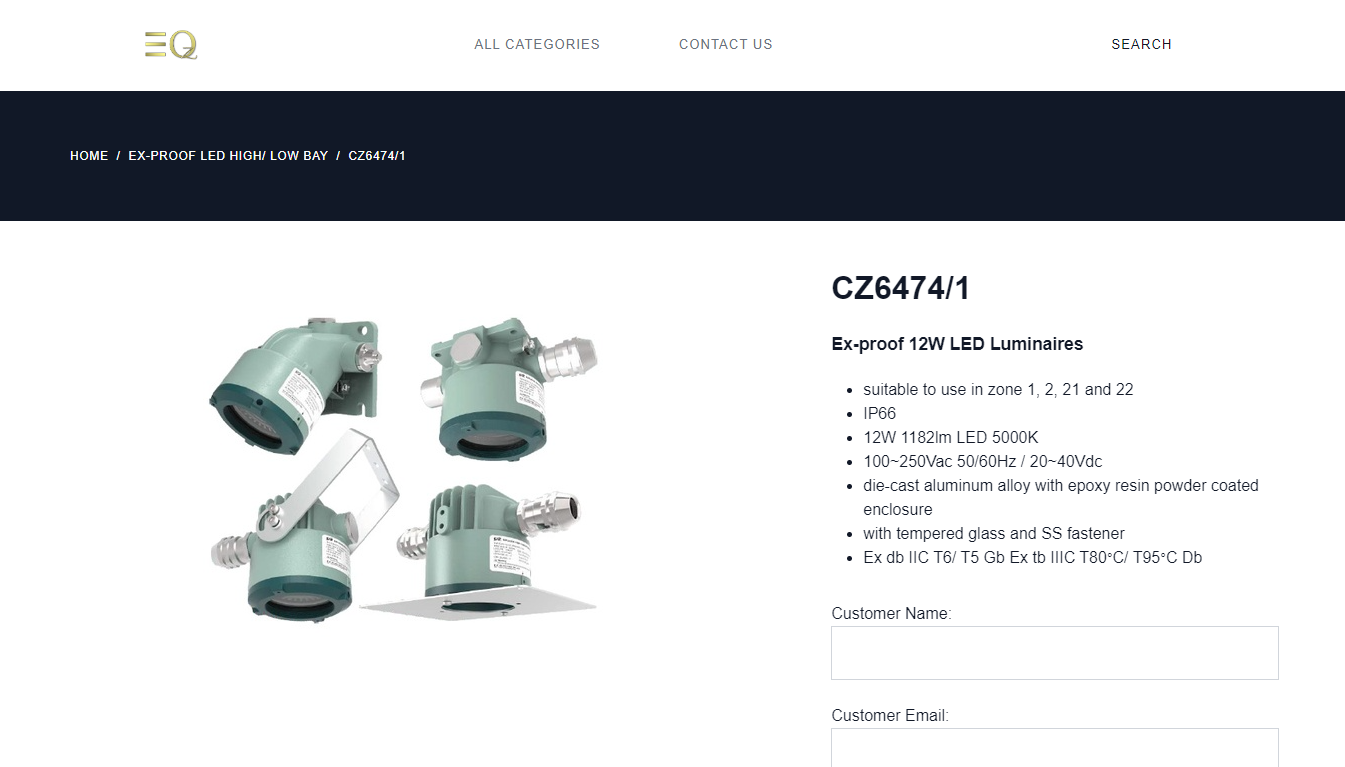 EQ
ALL CATEGORIES
CONTACT US
SEARCH
HOME / EX-PROOF LED HIGH/ LOW BAY / CZ6474/1
CZ6474/1
Ex-proof 12W LED Luminaires
suitable to use in zone 1, 2, 21 and 22
IP66
12W 1182lm LED 5000K
100~250Vac 50/60Hz / 20~40Vdc
die-cast aluminum alloy with epoxy resin powder coated
enclosure
with tempered glass and SS fastener
Ex db IIC T6/ T5 Gb Ex tb IIIC T80°C/ T95°C Db
Customer Name:
Customer Email: